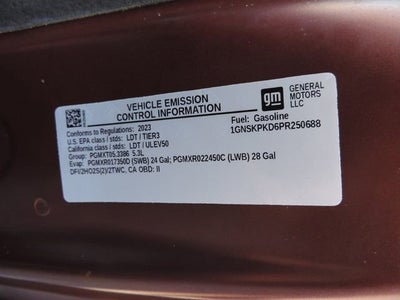 VEHICLE EMISSION
CONTROL INFORMATION
gm
GENERAL
MOTORS
LLC
Conforms to Regulations: 2023
U.S. EPA class / stds: LDT / TIER3
California class / stds: LDT / ULEV50
Group: PGMXT05.3386 5.3L
Evap: PGMXR017350D (SWB) 24 Gal; PGMXR022450C (LWB) 28 Gal
DFI/2HO2S(2)/2TWC, CA OBD: II
Fuel: Gasoline
1GNSKPKD6PR250688